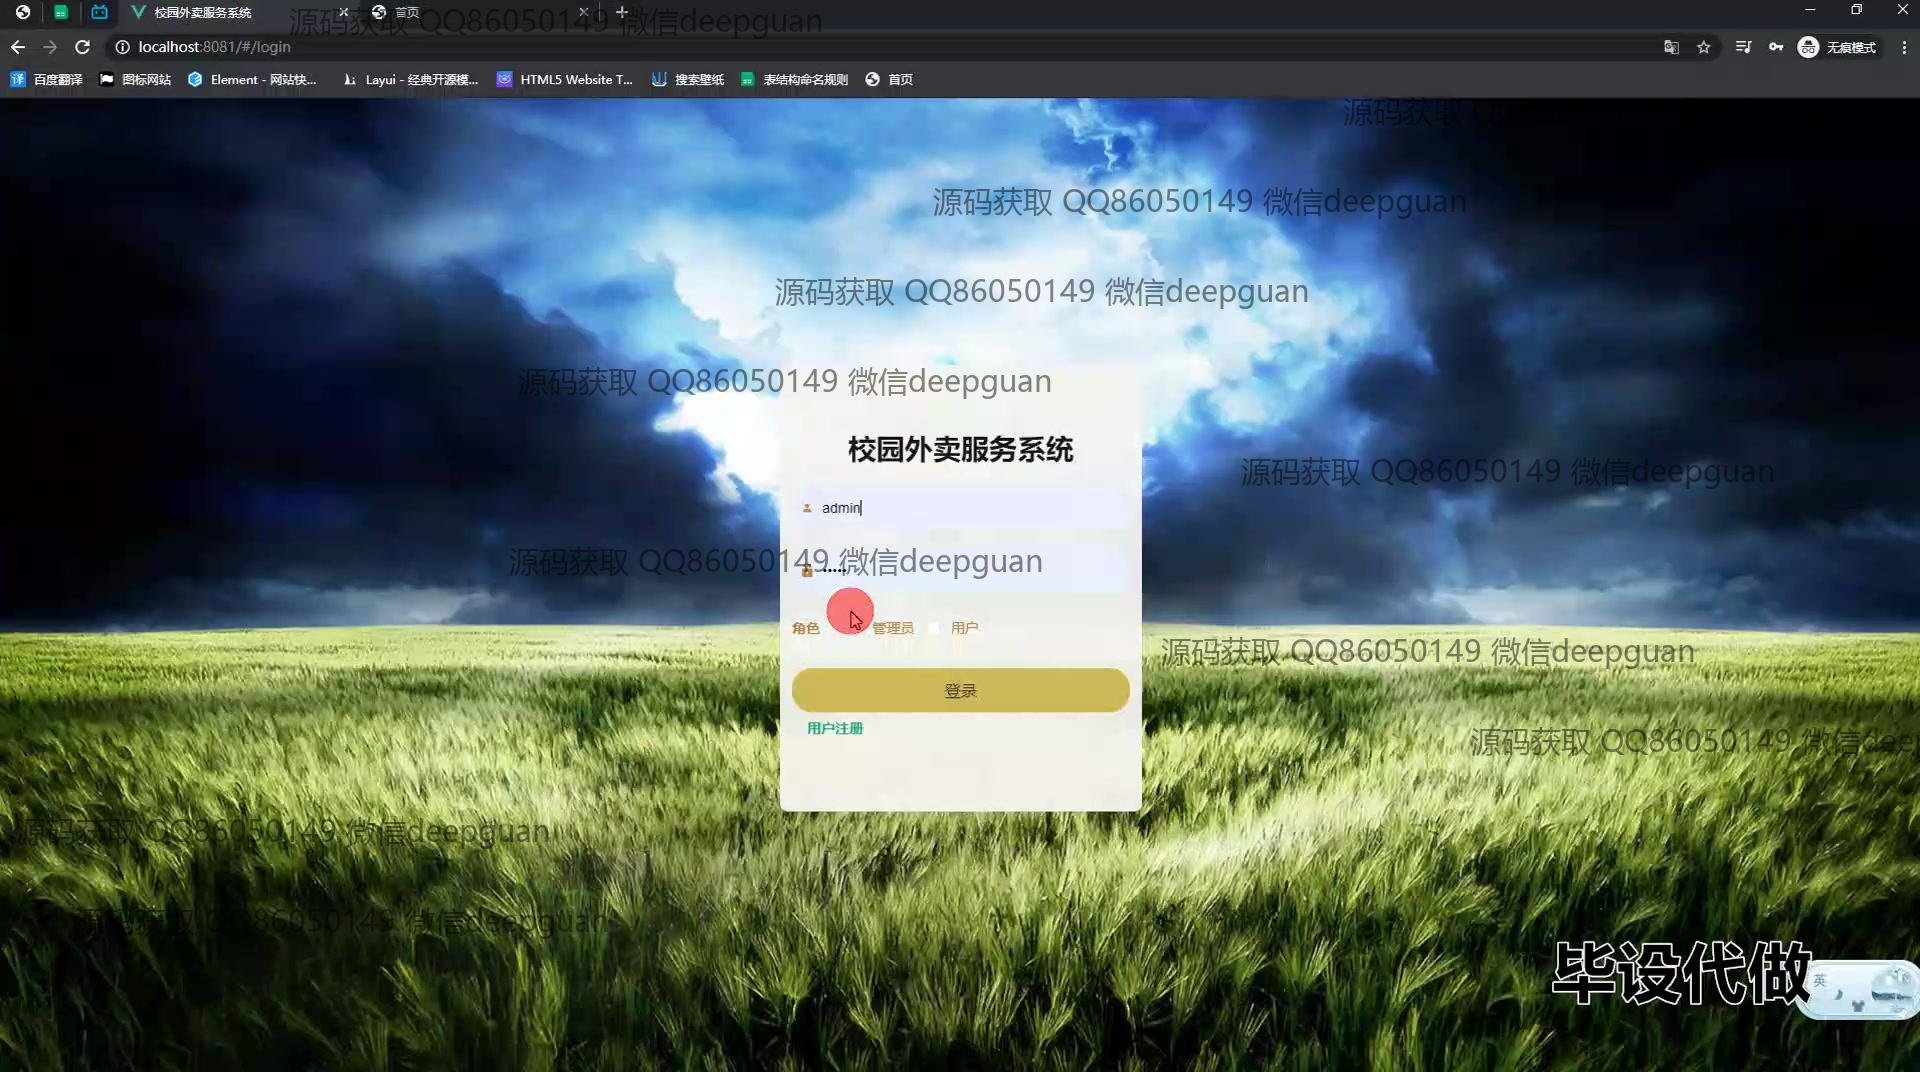 校园外卖服务系统
首页
源码获取 QQ86050149 微信deepguan
localhost:8081/#/login
无痕模式
百度翻译
图标网站
Element - 网站快...
Layui - 经典开源模...
HTML5 Website T...
搜索壁纸
表结构命名规则
首页
源码获取
源码获取 QQ86050149 微信deepguan
源码获取 QQ86050149 微信deepguan
源码获取 QQ86050149 微信deepguan
校园外卖服务系统
源码获取 QQ86050149 微信deepguan
admin
源码获取 QQ86050149 微信deepguan
角色 管理员 用户
源码获取 QQ86050149 微信deepguan
登录
用户注册
源码获取 QQ86050149 微信deep
源码获取 QQ86050149 微信deepguan
源码获取 QQ86050149 微信deepguan
毕设代做
英